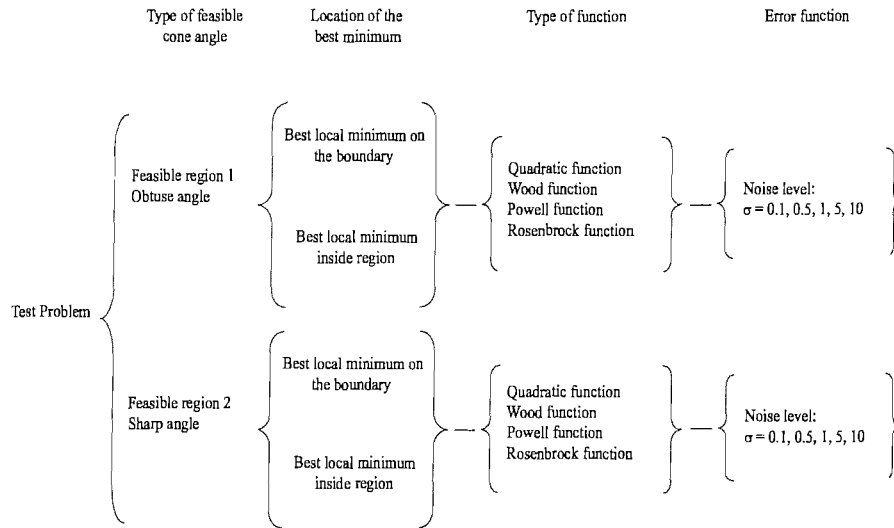 Type of feasible
cone angle
Location of the
best minimum
Type of function
Error function
Test Problem
Feasible region 1
Obtuse angle
Best local minimum on
the boundary
Best local minimum
inside region
Quadratic function
Wood function
Powell function
Rosenbrock function
Noise level:
σ = 0.1, 0.5, 1, 5, 10
Feasible region 2
Sharp angle
Best local minimum on
the boundary
Best local minimum
inside region
Quadratic function
Wood function
Powell function
Rosenbrock function
Noise level:
σ = 0.1, 0.5, 1, 5, 10